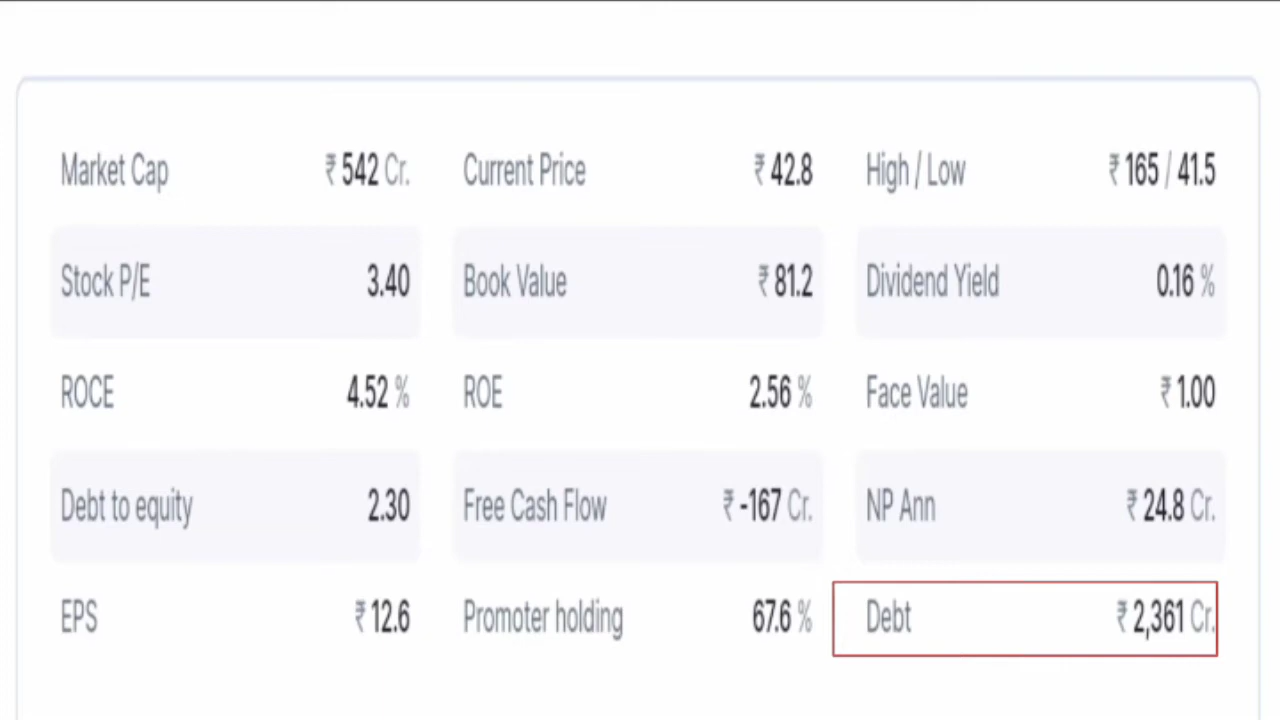 Market Cap ₹ 542 Cr. Current Price ₹ 42.8 High / Low ₹ 165 / 41.5
Stock P/E 3.40 Book Value ₹ 81.2 Dividend Yield 0.16 %
ROCE 4.52 % ROE 2.56 % Face Value ₹ 1.00
Debt to equity 2.30 Free Cash Flow ₹ -167 Cr. NP Ann ₹ 24.8 Cr.
EPS ₹ 12.6 Promoter holding 67.6 % Debt ₹ 2,361 Cr.